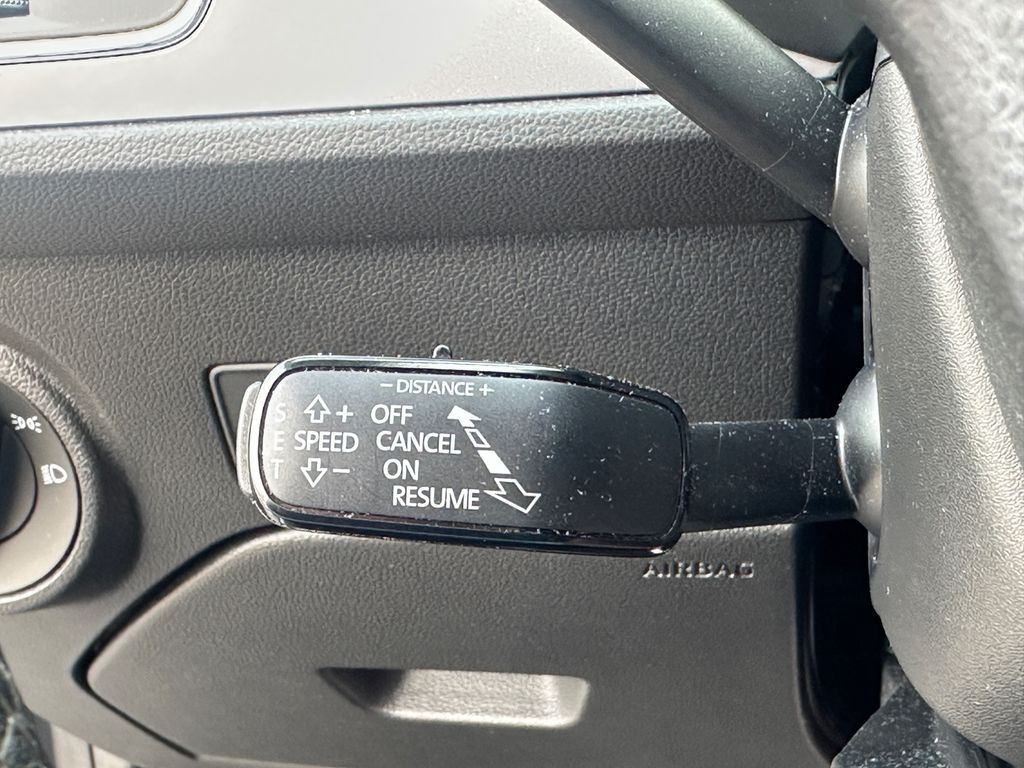 − DISTANCE +
S + OFF
E SPEED CANCEL
T − ON
RESUME
AIRBAG